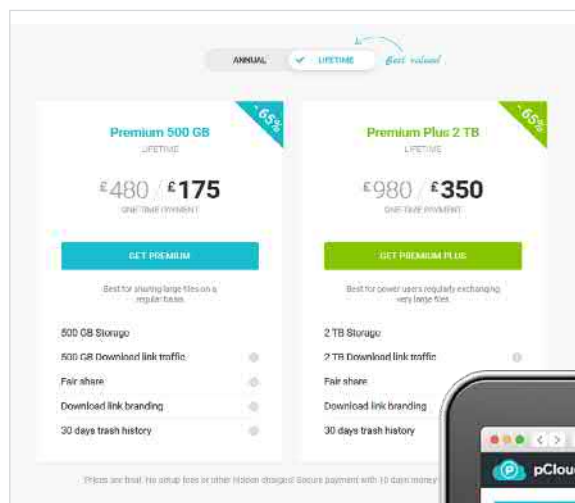 ANNUAL
LIFETIME
Best valued
- 65%
Premium 500 GB
LIFETIME
£480 / £175
ONE-TIME PAYMENT
GET PREMIUM
Best for sharing large files on a
regular basis.
500 GB Storage
500 GB Download link traffic
Fair share
Download link branding
30 days trash history
- 65%
Premium Plus 2 TB
LIFETIME
£980 / £350
ONE-TIME PAYMENT
GET PREMIUM PLUS
Best for power users regularly exchanging
very large files.
2 TB Storage
2 TB Download link traffic
Fair share
Download link branding
30 days trash history
Prices are final. No setup fees or other hidden charges! Secure payment with 10 days money
pClou